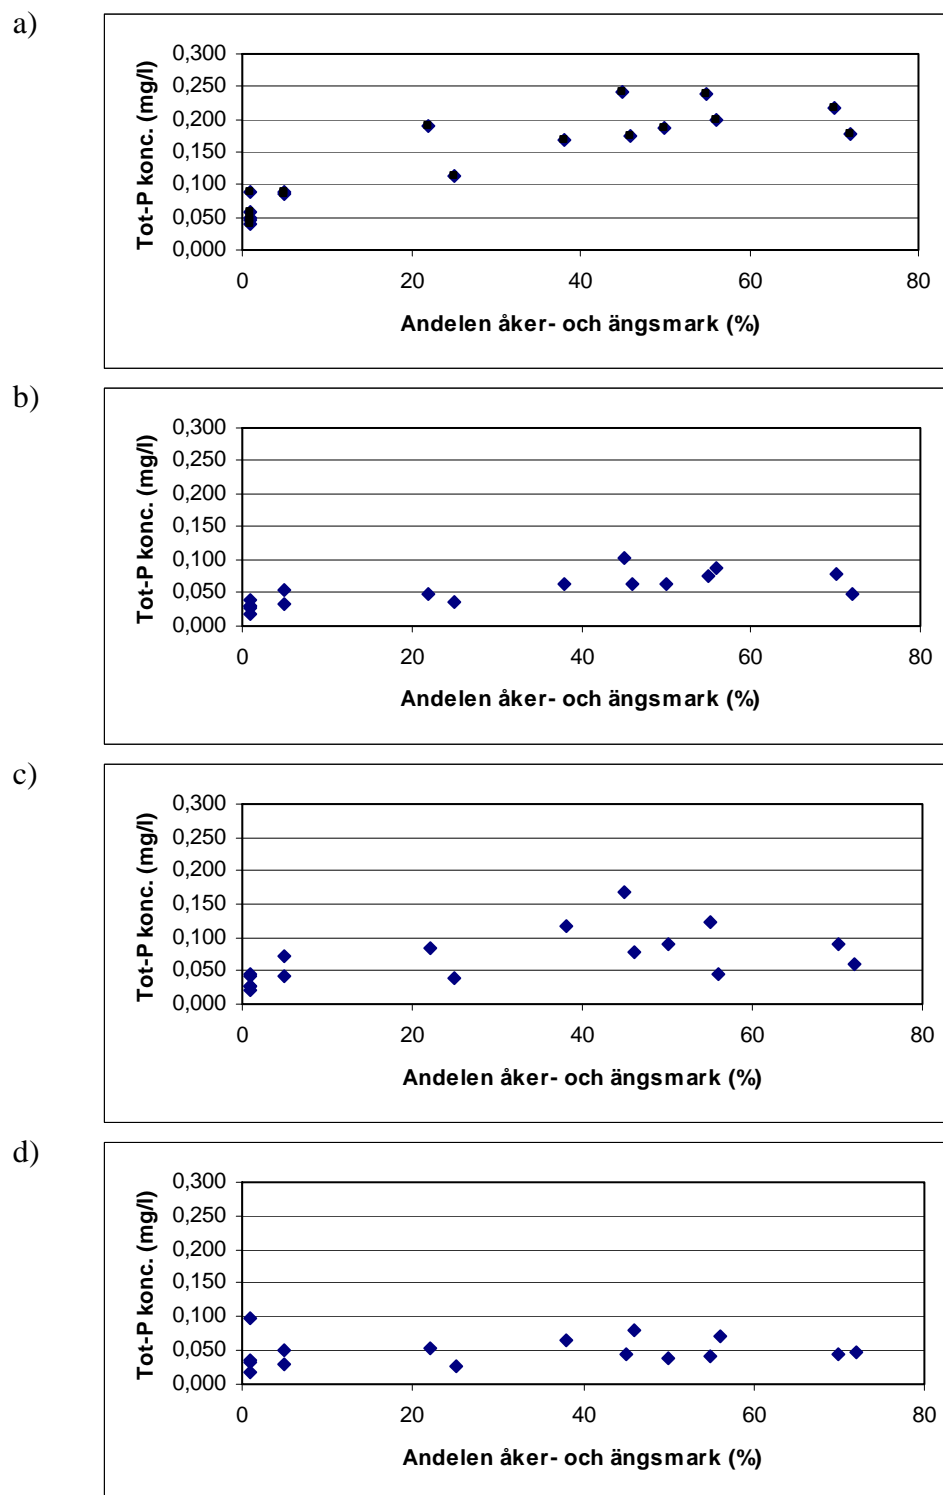 a)
Tot-P konc. (mg/l)
0,300
0,250
0,200
0,150
0,100
0,050
0,000
0 20 40 60 80
Andelen åker- och ängsmark (%)
b)
Tot-P konc. (mg/l)
0,300
0,250
0,200
0,150
0,100
0,050
0,000
0 20 40 60 80
Andelen åker- och ängsmark (%)
c)
Tot-P konc. (mg/l)
0,300
0,250
0,200
0,150
0,100
0,050
0,000
0 20 40 60 80
Andelen åker- och ängsmark (%)
d)
Tot-P konc. (mg/l)
0,300
0,250
0,200
0,150
0,100
0,050
0,000
0 20 40 60 80
Andelen åker- och ängsmark (%)